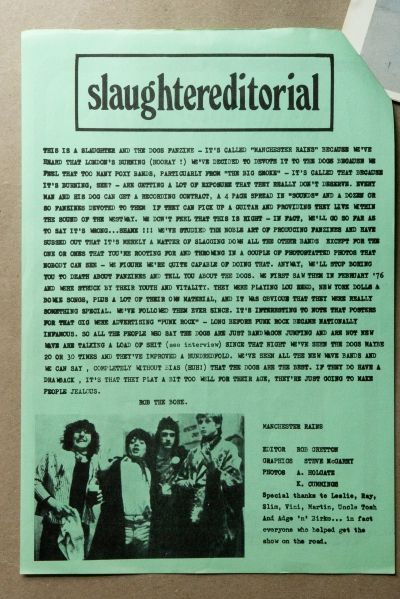 slaughtereditorial
THIS IS A SLAUGHTER AND THE DOGS FANZINE - IT'S CALLED "MANCHESTER RAINS" BECAUSE WE'VE
HEARD THAT LONDON'S BURNING (HOORAY !) WE'VE DECIDED TO DEVOTE IT TO THE DOGS BECAUSE WE
FEEL THAT TOO MANY POXY BANDS, PARTICUARLY FROM "THE BIG SMOKE" - IT'S CALLED THAT BECAUSE
IT'S BURNING, SEE? - ARE GETTING A LOT OF EXPOSURE THAT THEY REALLY DON'T DESERVE. EVERY
MAN AND HIS DOG CAN GET A RECORDING CONTRACT, A 4 PAGE SPREAD IN "SOUNDS" AND A DOZEN OR
SO FANZINES DEVOTED TO THEM IF THEY CAN PICK UP A GUITAR AND PROVIDING THEY LIVE WITHIN
THE SOUND OF THE WESTWAY. WE DON'T FEEL THAT THIS IS RIGHT - IN FACT, WE'LL GO SO FAR AS
TO SAY IT'S WRONG...SHAME !!! WE'VE STUDIED THE NOBLE ART OF PRODUCING FANZINES AND HAVE
SUSSED OUT THAT IT'S MERELY A MATTER OF SLAGGING DOWN ALL THE OTHER BANDS EXCEPT FOR THE
ONE OR ONES THAT YOU'RE ROOTING FOR AND THROWING IN A COUPLE OF PHOTOSTATTED PHOTOS THAT
NOBODY CAN SEE - WE FIGURE WE'RE QUITE CAPABLE OF DOING THAT. ANYWAY, WE'LL STOP BORING
YOU TO DEATH ABOUT FANZINES AND TELL YOU ABOUT THE DOGS. WE FIRST SAW THEM IN FEBRUARY '76
AND WERE STRUCK BY THEIR YOUTH AND VITALITY. THEY WERE PLAYING LOU REED, NEW YORK DOLLS &
BOWIE SONGS, PLUS A LOT OF THEIR OWN MATERIAL, AND IT WAS OBVIOUS THAT THEY WERE REALLY
SOMETHING SPECIAL. WE'VE FOLLOWED THEM EVER SINCE. IT'S INTERESTING TO NOTE THAT POSTERS
FOR THAT GIG WERE ADVERTISING "PUNK ROCK" - LONG BEFORE PUNK ROCK BECAME NATIONALLY
INFAMOUS. SO ALL THE PEOPLE WHO SAY THE DOGS ARE JUST BANDWAGON JUMPING AND ARE NOT NEW
WAVE ARE TALKING A LOAD OF SHIT (see interview) SINCE THAT NIGHT WE'VE SEEN THE DOGS MAYBE
20 OR 30 TIMES AND THEY'VE IMPROVED A HUNDREDFOLD. WE'VE SEEN ALL THE NEW WAVE BANDS AND
WE CAN SAY , COMPLETELY WITHOUT BIAS (HUH!) THAT THE DOGS ARE THE BEST. IF THEY DO HAVE A
DRAWBACK , IT'S THAT THEY PLAY A BIT TOO WELL FOR THEIR AGE, THEY'RE JUST GOING TO MAKE
PEOPLE JEALOUS.
ROB THE BONE.
MANCHESTER RAINS
EDITOR ROB GRETTON
GRAPHICS STEVE McGARRY
PHOTOS A. HOLGATE
K. CUMMINGS
Special thanks to Leslie, Ray,
Slim, Vini, Martin, Uncle Tosh
And Adge 'n' Zirko... in fact
everyone who helped get the
show on the road.